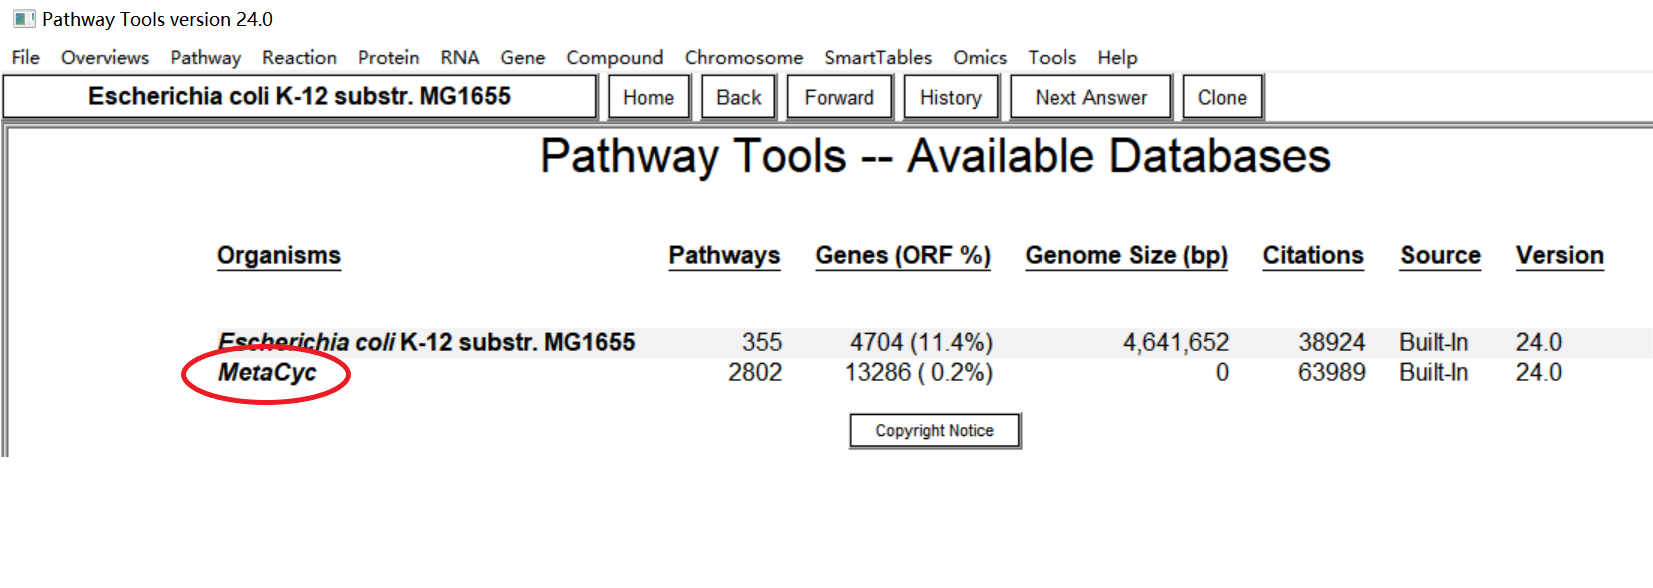 Pathway Tools version 24.0
File Overviews Pathway Reaction Protein RNA Gene Compound Chromosome SmartTables Omics Tools Help
Escherichia coli K-12 substr. MG1655 Home Back Forward History Next Answer Clone
Pathway Tools -- Available Databases
Organisms Pathways Genes (ORF %) Genome Size (bp) Citations Source Version
Escherichia coli K-12 substr. MG1655 355 4704 (11.4%) 4,641,652 38924 Built-In 24.0
MetaCyc 2802 13286 ( 0.2%) 0 63989 Built-In 24.0
Copyright Notice